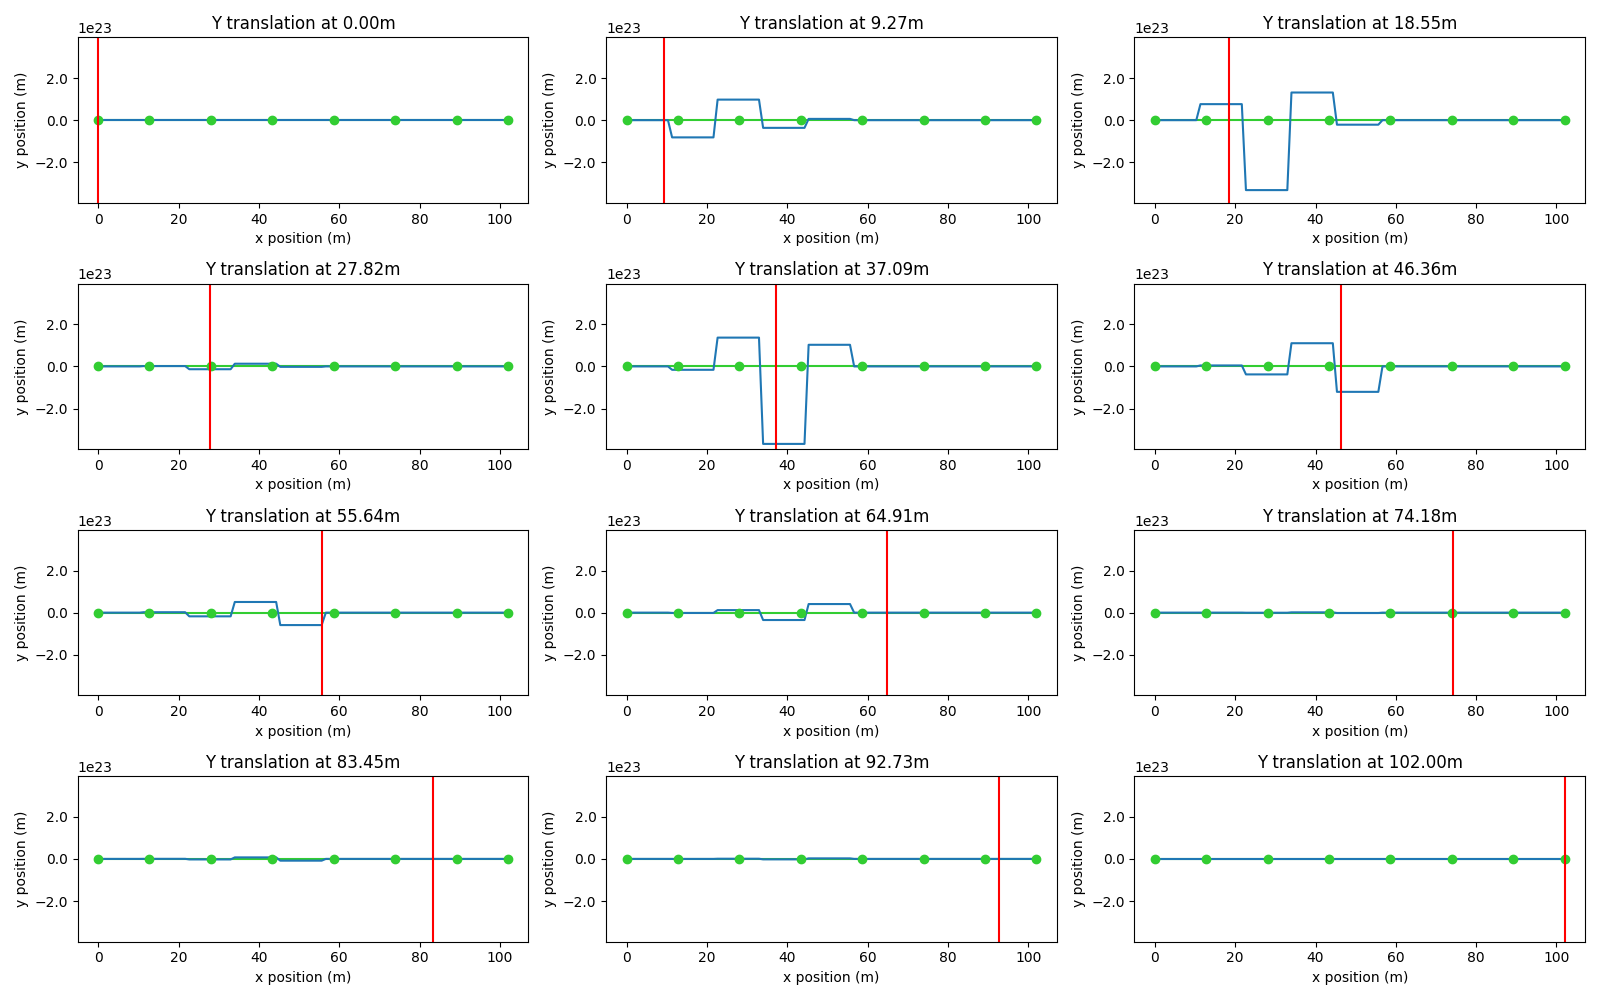 Y translation at 0.00m
1e23
y position (m)
2.0
0.0
−2.0
0 20 40 60 80 100
x position (m)
Y translation at 9.27m
1e23
y position (m)
2.0
0.0
−2.0
0 20 40 60 80 100
x position (m)
Y translation at 18.55m
1e23
y position (m)
2.0
0.0
−2.0
0 20 40 60 80 100
x position (m)
Y translation at 27.82m
1e23
y position (m)
2.0
0.0
−2.0
0 20 40 60 80 100
x position (m)
Y translation at 37.09m
1e23
y position (m)
2.0
0.0
−2.0
0 20 40 60 80 100
x position (m)
Y translation at 46.36m
1e23
y position (m)
2.0
0.0
−2.0
0 20 40 60 80 100
x position (m)
Y translation at 55.64m
1e23
y position (m)
2.0
0.0
−2.0
0 20 40 60 80 100
x position (m)
Y translation at 64.91m
1e23
y position (m)
2.0
0.0
−2.0
0 20 40 60 80 100
x position (m)
Y translation at 74.18m
1e23
y position (m)
2.0
0.0
−2.0
0 20 40 60 80 100
x position (m)
Y translation at 83.45m
1e23
y position (m)
2.0
0.0
−2.0
0 20 40 60 80 100
x position (m)
Y translation at 92.73m
1e23
y position (m)
2.0
0.0
−2.0
0 20 40 60 80 100
x position (m)
Y translation at 102.00m
1e23
y position (m)
2.0
0.0
−2.0
0 20 40 60 80 100
x position (m)